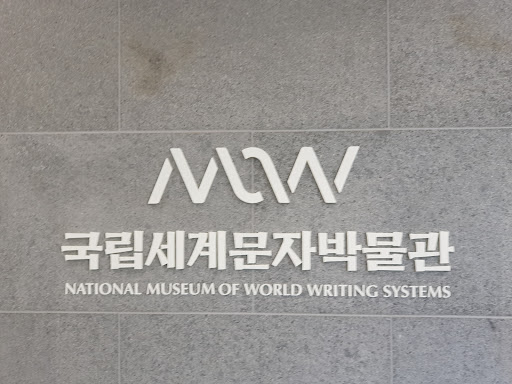 MOW
국립세계문자박물관
NATIONAL MUSEUM OF WORLD WRITING SYSTEMS